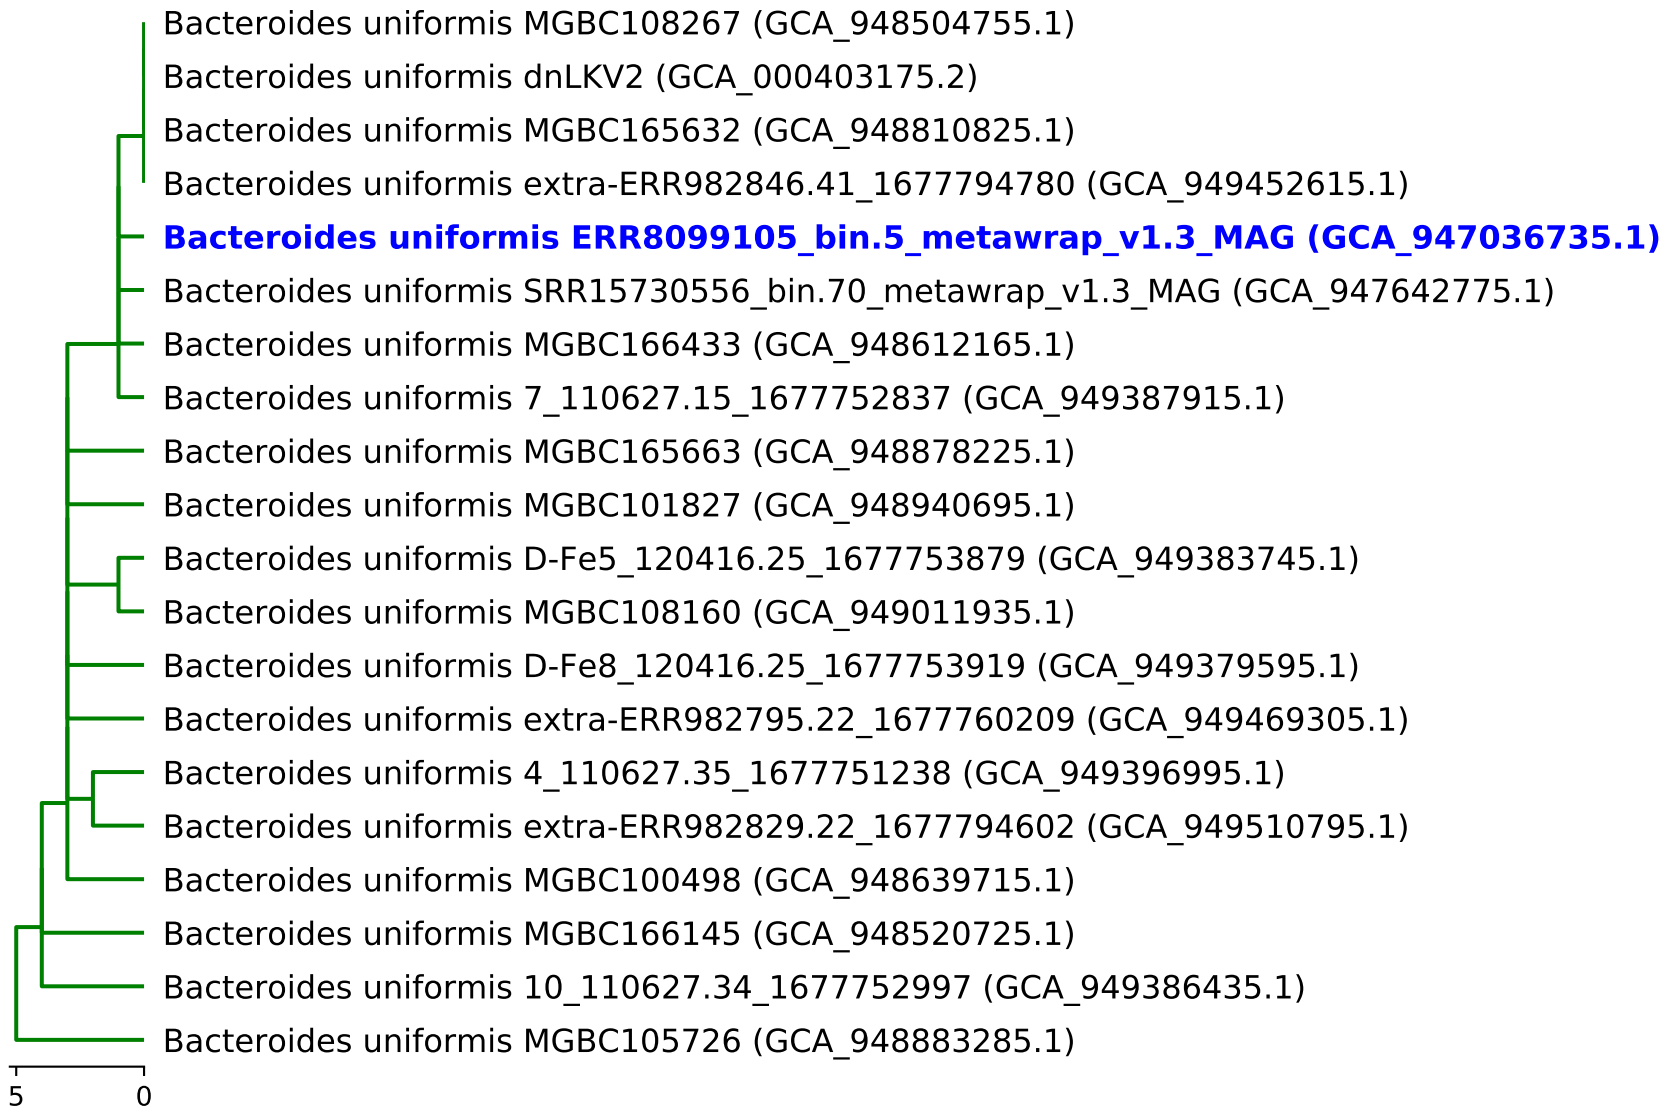 Bacteroides uniformis MGBC108267 (GCA_948504755.1)
Bacteroides uniformis dnLKV2 (GCA_000403175.2)
Bacteroides uniformis MGBC165632 (GCA_948810825.1)
Bacteroides uniformis extra-ERR982846.41_1677794780 (GCA_949452615.1)
Bacteroides uniformis ERR8099105_bin.5_metawrap_v1.3_MAG (GCA_947036735.1)
Bacteroides uniformis SRR15730556_bin.70_metawrap_v1.3_MAG (GCA_947642775.1)
Bacteroides uniformis MGBC166433 (GCA_948612165.1)
Bacteroides uniformis 7_110627.15_1677752837 (GCA_949387915.1)
Bacteroides uniformis MGBC165663 (GCA_948878225.1)
Bacteroides uniformis MGBC101827 (GCA_948940695.1)
Bacteroides uniformis D-Fe5_120416.25_1677753879 (GCA_949383745.1)
Bacteroides uniformis MGBC108160 (GCA_949011935.1)
Bacteroides uniformis D-Fe8_120416.25_1677753919 (GCA_949379595.1)
Bacteroides uniformis extra-ERR982795.22_1677760209 (GCA_949469305.1)
Bacteroides uniformis 4_110627.35_1677751238 (GCA_949396995.1)
Bacteroides uniformis extra-ERR982829.22_1677794602 (GCA_949510795.1)
Bacteroides uniformis MGBC100498 (GCA_948639715.1)
Bacteroides uniformis MGBC166145 (GCA_948520725.1)
Bacteroides uniformis 10_110627.34_1677752997 (GCA_949386435.1)
Bacteroides uniformis MGBC105726 (GCA_948883285.1)
5 0